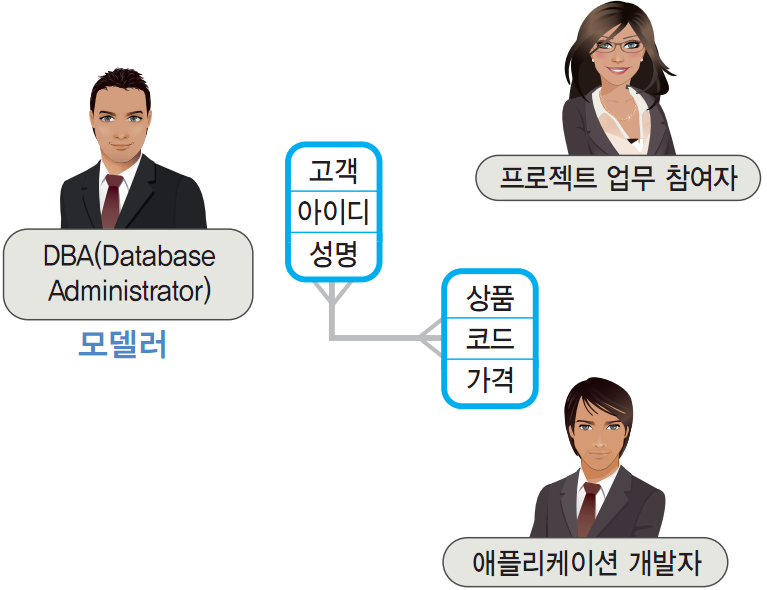 프로젝트 업무 참여자
DBA(Database
Administrator)
모델러
고객
아이디
성명
상품
코드
가격
애플리케이션 개발자